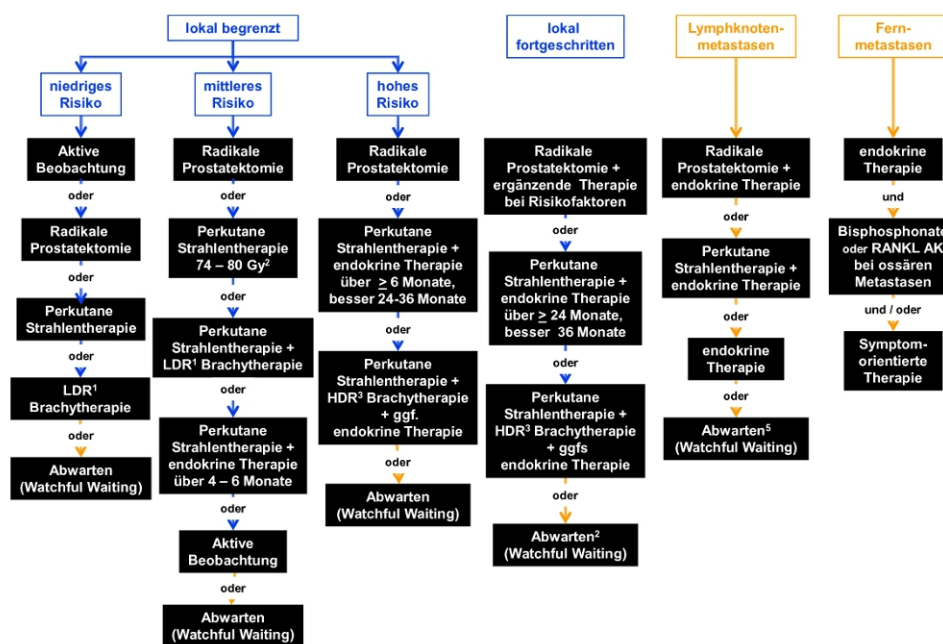 lokal begrenzt
niedriges
Risiko
Aktive
Beobachtung
oder
Radikale
Prostatektomie
oder
Perkutane
Strahlentherapie
oder
LDR¹
Brachytherapie
oder
Abwarten
(Watchful Waiting)
mittleres
Risiko
Radikale
Prostatektomie
oder
Perkutane
Strahlentherapie
74 – 80 Gy²
oder
Perkutane
Strahlentherapie +
LDR¹ Brachytherapie
oder
Perkutane
Strahlentherapie +
endokrine Therapie
über 4 – 6 Monate
oder
Aktive
Beobachtung
oder
Abwarten
(Watchful Waiting)
hohes
Risiko
Radikale
Prostatektomie
oder
Perkutane
Strahlentherapie +
endokrine Therapie
über ≥ 6 Monate,
besser 24-36 Monate
oder
Perkutane
Strahlentherapie +
HDR³ Brachytherapie
+ ggf.
endokrine Therapie
oder
Abwarten
(Watchful Waiting)
lokal
fortgeschritten
Radikale
Prostatektomie +
ergänzende Therapie
bei Risikofaktoren
oder
Perkutane
Strahlentherapie +
endokrine Therapie
über ≥ 24 Monate,
besser 36 Monate
oder
Perkutane
Strahlentherapie +
HDR³ Brachytherapie
+ ggfs
endokrine Therapie
oder
Abwarten²
(Watchful Waiting)
Lymphknoten-
metastasen
Radikale
Prostatektomie +
endokrine Therapie
oder
Perkutane
Strahlentherapie +
endokrine Therapie
oder
endokrine
Therapie
oder
Abwarten⁵
(Watchful Waiting)
Fern-
metastasen
endokrine
Therapie
und
Bisphosphonate
oder RANKL AK
bei ossären
Metastasen
und / oder
Symptom-
orientierte
Therapie